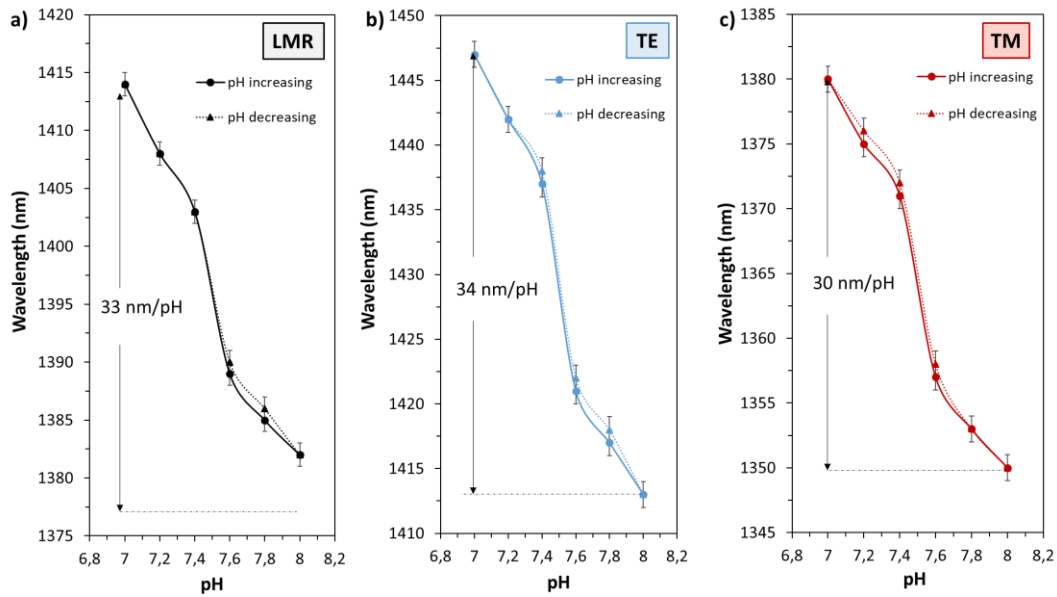 a)
LMR
pH increasing
pH decreasing
33 nm/pH
Wavelength (nm)
1420
1415
1410
1405
1400
1395
1390
1385
1380
1375
6,8 7 7,2 7,4 7,6 7,8 8 8,2
pH
b)
TE
pH increasing
pH decreasing
34 nm/pH
Wavelength (nm)
1450
1445
1440
1435
1430
1425
1420
1415
1410
6,8 7 7,2 7,4 7,6 7,8 8 8,2
pH
c)
TM
pH increasing
pH decreasing
30 nm/pH
Wavelength (nm)
1385
1380
1375
1370
1365
1360
1355
1350
1345
6,8 7 7,2 7,4 7,6 7,8 8 8,2
pH